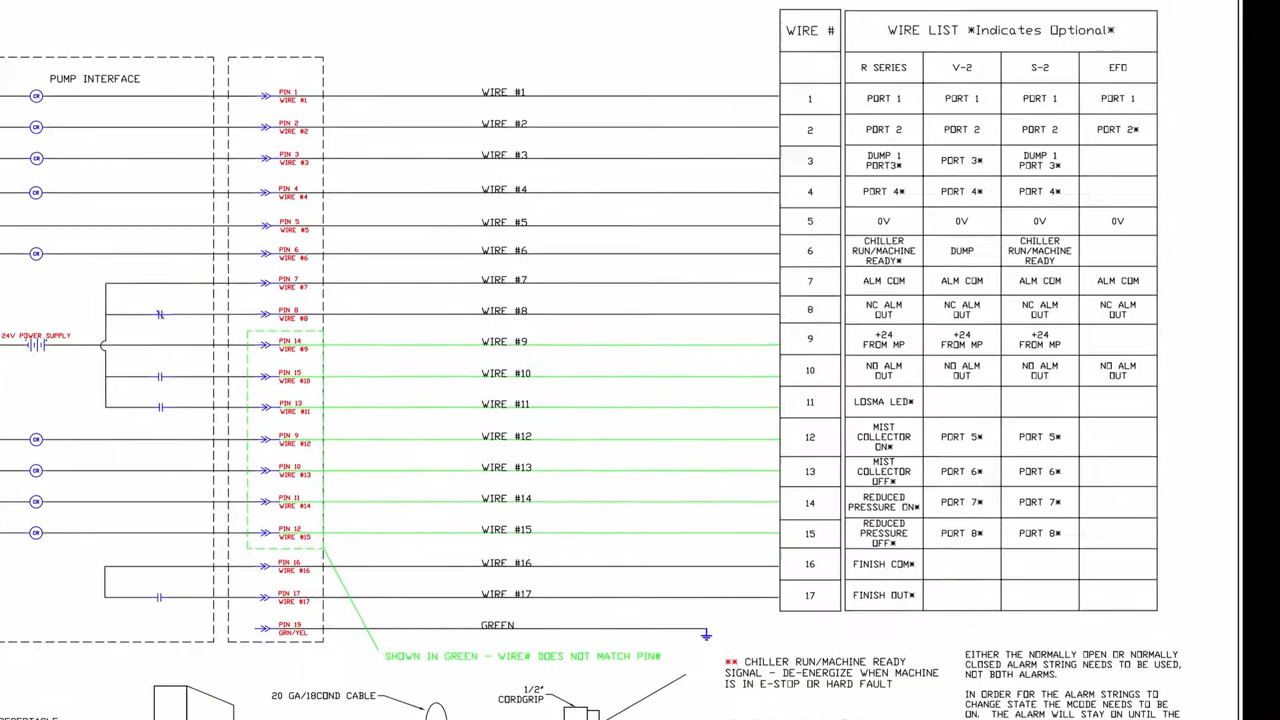 PUMP INTERFACE
PIN 1
WIRE #1
WIRE #1
PIN 2
WIRE #2
WIRE #2
PIN 3
WIRE #3
WIRE #3
PIN 4
WIRE #4
WIRE #4
PIN 5
WIRE #5
WIRE #5
PIN 6
WIRE #6
WIRE #6
PIN 7
WIRE #7
WIRE #7
PIN 8
WIRE #8
WIRE #8
24V POWER SUPPLY
PIN 14
WIRE #9
WIRE #9
PIN 15
WIRE #10
WIRE #10
PIN 13
WIRE #11
WIRE #11
PIN 9
WIRE #12
WIRE #12
PIN 10
WIRE #13
WIRE #13
PIN 11
WIRE #14
WIRE #14
PIN 12
WIRE #15
WIRE #15
PIN 16
WIRE #16
WIRE #16
PIN 17
WIRE #17
WIRE #17
PIN 19
GRN/YEL
GREEN
CR
CR
CR
CR
CR
CR
CR
CR
CR
SHOWN IN GREEN - WIRE# DOES NOT MATCH PIN#
WIRE # WIRE LIST *Indicates Optional*
R SERIES V-2 S-2 EFD
1 PORT 1 PORT 1 PORT 1 PORT 1
2 PORT 2 PORT 2 PORT 2 PORT 2*
3 DUMP 1 PORT3* PORT 3* DUMP 1 PORT 3*
4 PORT 4* PORT 4* PORT 4*
5 0V 0V 0V 0V
6 CHILLER RUN/MACHINE READY* DUMP CHILLER RUN/MACHINE READY
7 ALM COM ALM COM ALM COM ALM COM
8 NC ALM OUT NC ALM OUT NC ALM OUT NC ALM OUT
9 +24 FROM MP +24 FROM MP +24 FROM MP
10 NO ALM OUT NO ALM OUT NO ALM OUT NO ALM OUT
11 LOSMA LED*
12 MIST COLLECTOR ON* PORT 5* PORT 5*
13 MIST COLLECTOR OFF* PORT 6* PORT 6*
14 REDUCED PRESSURE ON* PORT 7* PORT 7*
15 REDUCED PRESSURE OFF* PORT 8* PORT 8*
16 FINISH COM*
17 FINISH OUT*
** CHILLER RUN/MACHINE READY
SIGNAL - DE-ENERGIZE WHEN MACHINE
IS IN E-STOP OR HARD FAULT
EITHER THE NORMALLY OPEN OR NORMALLY
CLOSED ALARM STRING NEEDS TO BE USED,
NOT BOTH ALARMS.
IN ORDER FOR THE ALARM STRINGS TO
CHANGE STATE THE MCODE NEEDS TO BE
ON. THE ALARM WILL STAY ON UNTIL THE
20 GA/18COND CABLE
1/2"
CORDGRIP